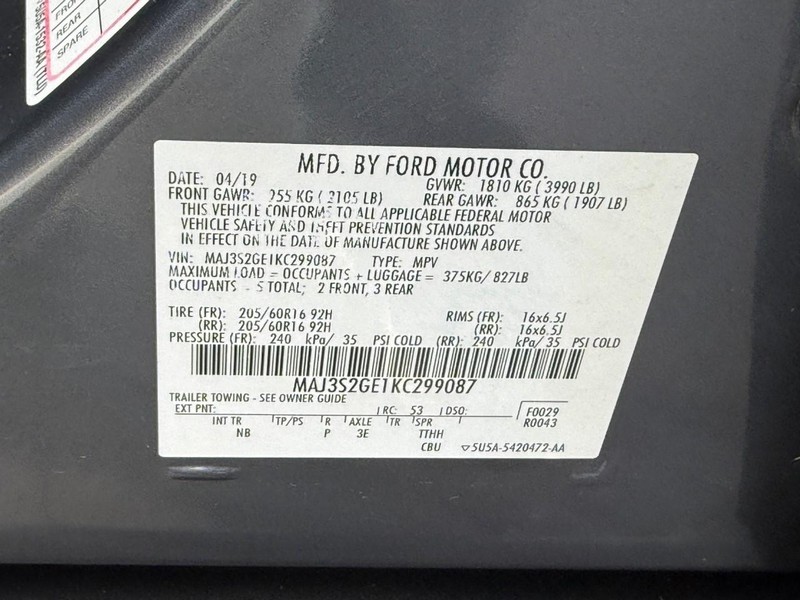 FRONT
REAR
SPARE
MFD. BY FORD MOTOR CO.
DATE: 04/19 GVWR: 1810 KG ( 3990 LB)
FRONT GAWR: 955 KG ( 2105 LB) REAR GAWR: 865 KG ( 1907 LB)
THIS VEHICLE CONFORMS TO ALL APPLICABLE FEDERAL MOTOR
VEHICLE SAFETY AND THEFT PREVENTION STANDARDS
IN EFFECT ON THE DATE OF MANUFACTURE SHOWN ABOVE.
VIN: MAJ3S2GE1KC299087 TYPE: MPV
MAXIMUM LOAD = OCCUPANTS + LUGGAGE = 375KG/ 827LB
OCCUPANTS = 5 TOTAL; 2 FRONT, 3 REAR
TIRE (FR): 205/60R16 92H RIMS (FR): 16x6.5J
(RR): 205/60R16 92H (RR): 16x6.5J
PRESSURE (FR): 240 kPa/ 35 PSI COLD (RR): 240 kPa/ 35 PSI COLD
MAJ3S2GE1KC299087
TRAILER TOWING – SEE OWNER GUIDE
EXT PNT: RC: 53 DSO: F0029
INT TR TP/PS R AXLE TR SPR R0043
NB P 3E TTHH
CBU ▽5U5A-5420472-AA